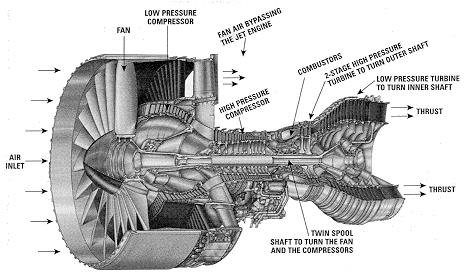 LOW PRESSURE
COMPRESSOR
FAN
FAN AIR BYPASSING
THE JET ENGINE
COMBUSTORS
2-STAGE HIGH PRESSURE
TURBINE TO TURN OUTER SHAFT
LOW PRESSURE TURBINE
TO TURN INNER SHAFT
HIGH PRESSURE
COMPRESSOR
THRUST
AIR
INLET
THRUST
TWIN SPOOL
SHAFT TO TURN THE FAN
AND THE COMPRESSORS